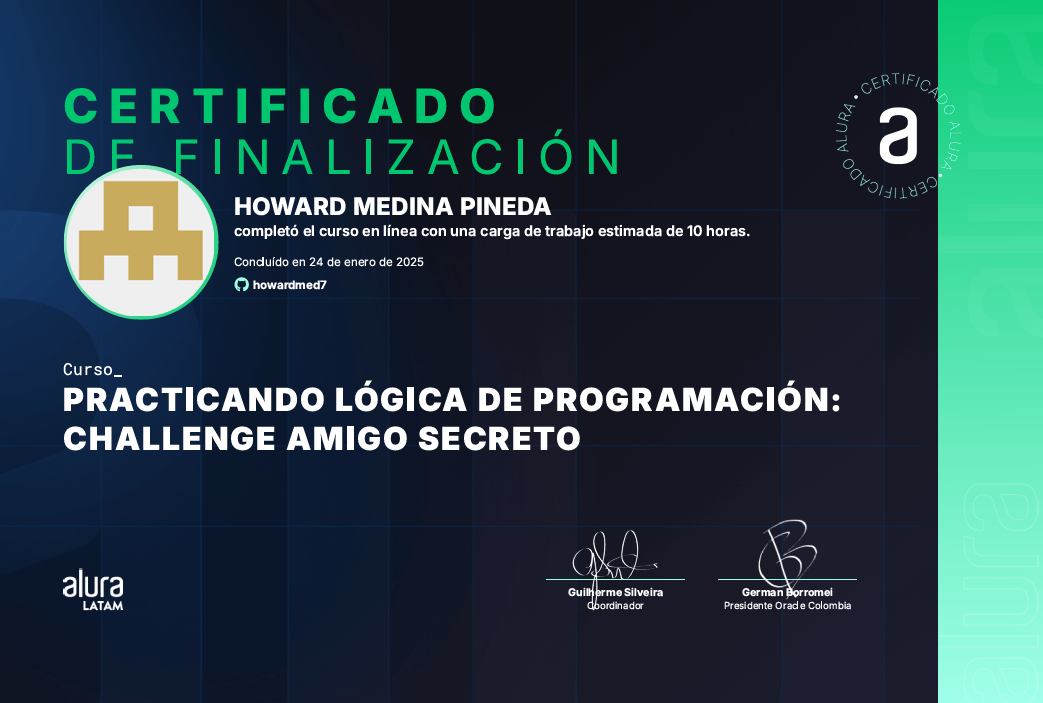 CERTIFICADO
DE FINALIZACIÓN
CERTIFICADO ALURA • CERTIFICADO ALURA •
a
HOWARD MEDINA PINEDA
completó el curso en línea con una carga de trabajo estimada de 10 horas.
Concluído en 24 de enero de 2025
howardmed7
Curso_
PRACTICANDO LÓGICA DE PROGRAMACIÓN:
CHALLENGE AMIGO SECRETO
alura
LATAM
Guilherme Silveira
Coordinador
German Borromei
Presidente Oracle Colombia
alura
alura